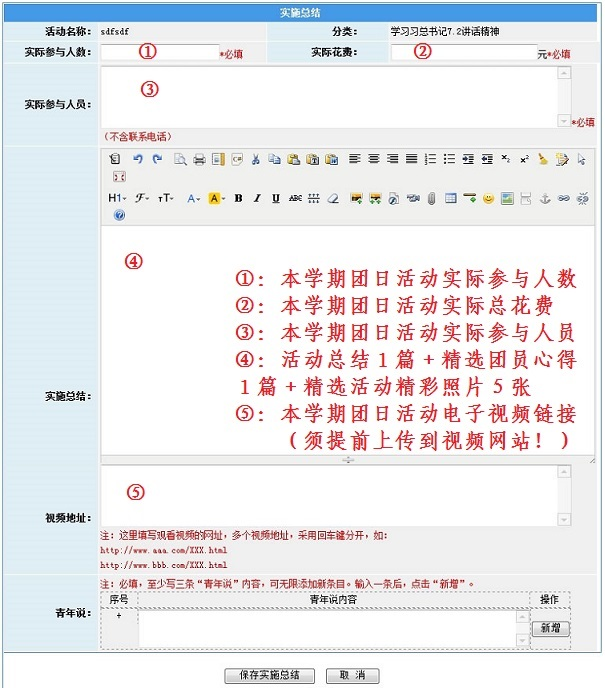 实施总结
活动名称： sdfsdf 分类： 学习习总书记7.2讲话精神
实际参与人数： ① *必填 实际花费： ② 元*必填
实际参与人员： ③ *必填
（不含联系电话）
H1 F TT A A B I U ABC
④
①：本学期团日活动实际参与人数
②：本学期团日活动实际总花费
③：本学期团日活动实际参与人员
④：活动总结１篇＋精选团员心得
１篇＋精选活动精彩照片５张
实施总结：
⑤：本学期团日活动电子视频链接
（须提前上传到视频网站！）
⑤
视频地址：
注：这里填写观看视频的网址，多个视频地址，采用回车键分开，如：
http://www.aaa.com/XXX.html
http://www.bbb.com/XXX.html
注：必填，至少写三条“青年说”内容，可无限添加新条目。输入一条后，点击“新增”。
序号 青年说内容 操作
青年说： + 新增
保存实施总结 取 消